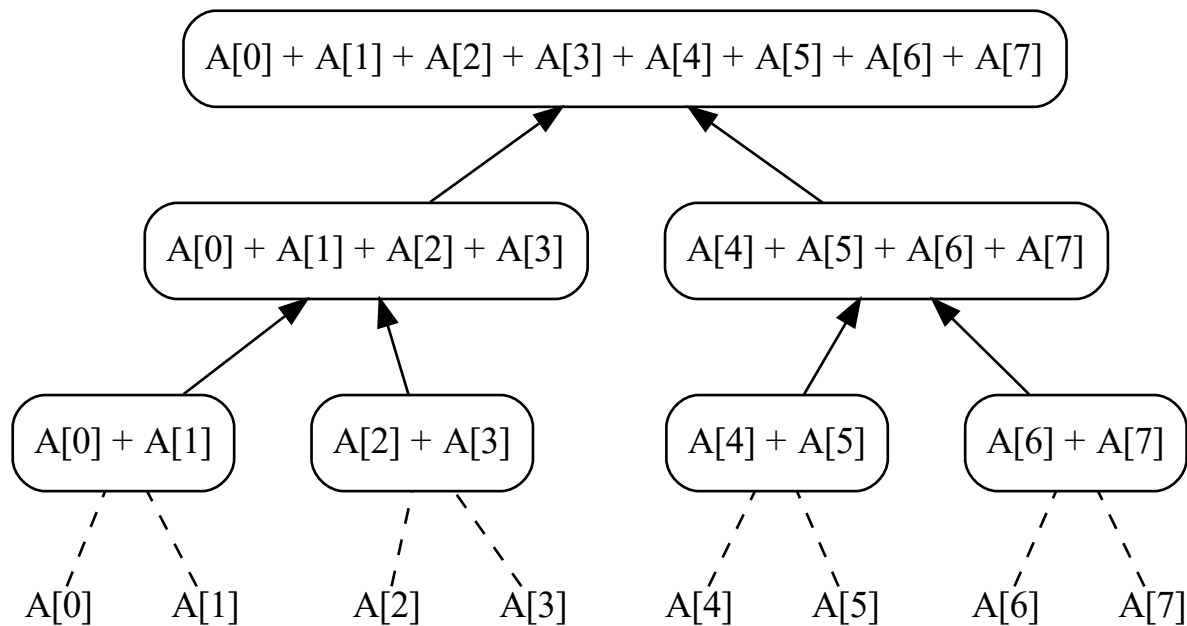 A[0] + A[1] + A[2] + A[3] + A[4] + A[5] + A[6] + A[7]
A[0] + A[1] + A[2] + A[3]
A[4] + A[5] + A[6] + A[7]
A[0] + A[1]
A[2] + A[3]
A[4] + A[5]
A[6] + A[7]
A[0]
A[1]
A[2]
A[3]
A[4]
A[5]
A[6]
A[7]